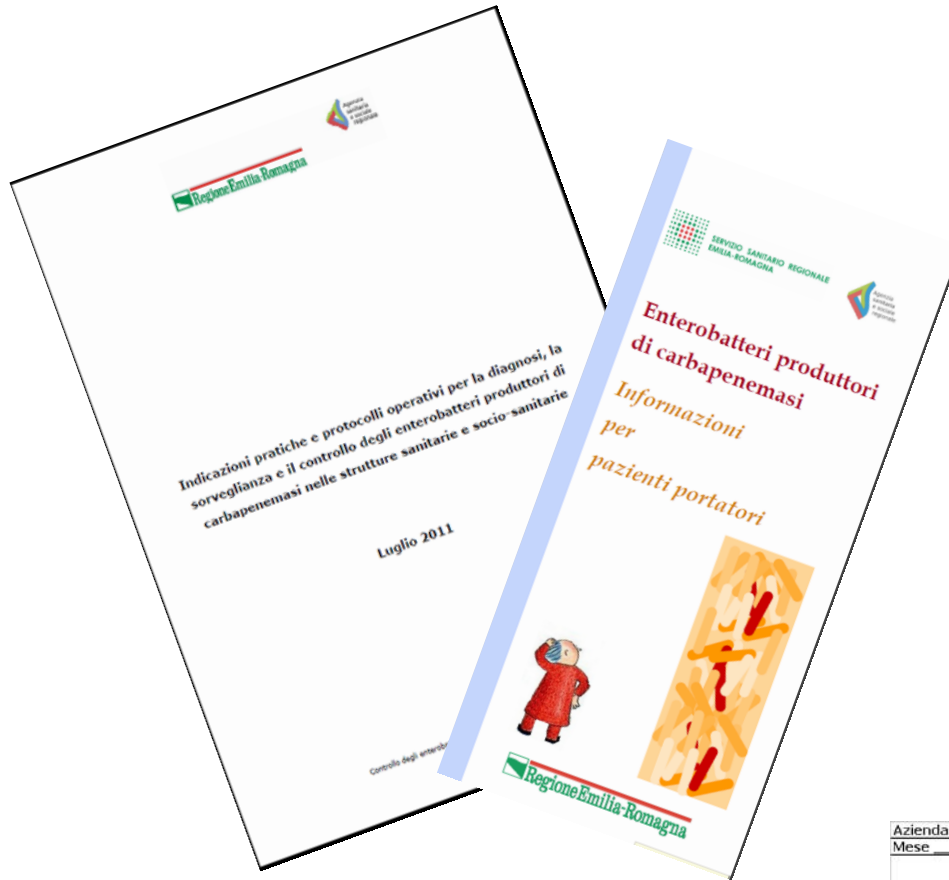 Agenzia
sanitaria
e sociale
regionale
RegioneEmilia-Romagna
Indicazioni pratiche e protocolli operativi per la diagnosi, la
sorveglianza e il controllo degli enterobatteri produttori di
carbapenemasi nelle strutture sanitarie e socio-sanitarie
Luglio 2011
Controllo degli enterob
SERVIZIO SANITARIO REGIONALE
EMILIA-ROMAGNA
Agenzia
sanitaria
e sociale
regionale
Enterobatteri produttori
di carbapenemasi
Informazioni
per
pazienti portatori
RegioneEmilia-Romagna
Azienda
Mese __